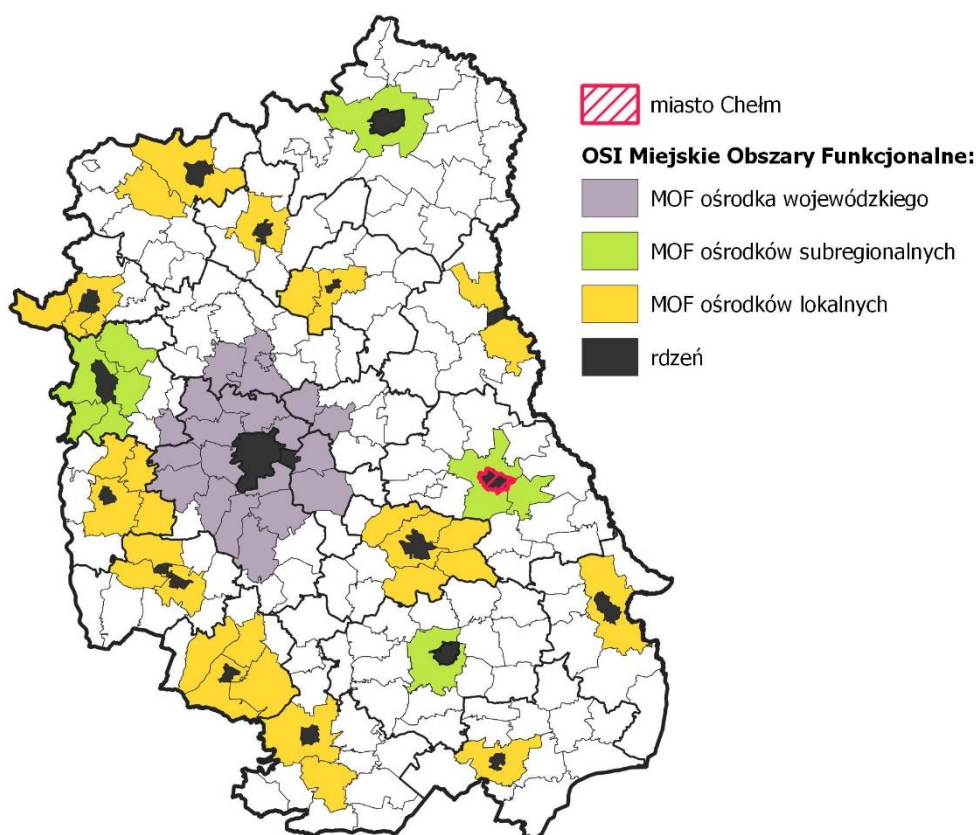 miasto Chełm
OSI Miejskie Obszary Funkcjonalne:
MOF ośrodka wojewódzkiego
MOF ośrodków subregionalnych
MOF ośrodków lokalnych
rdzeń